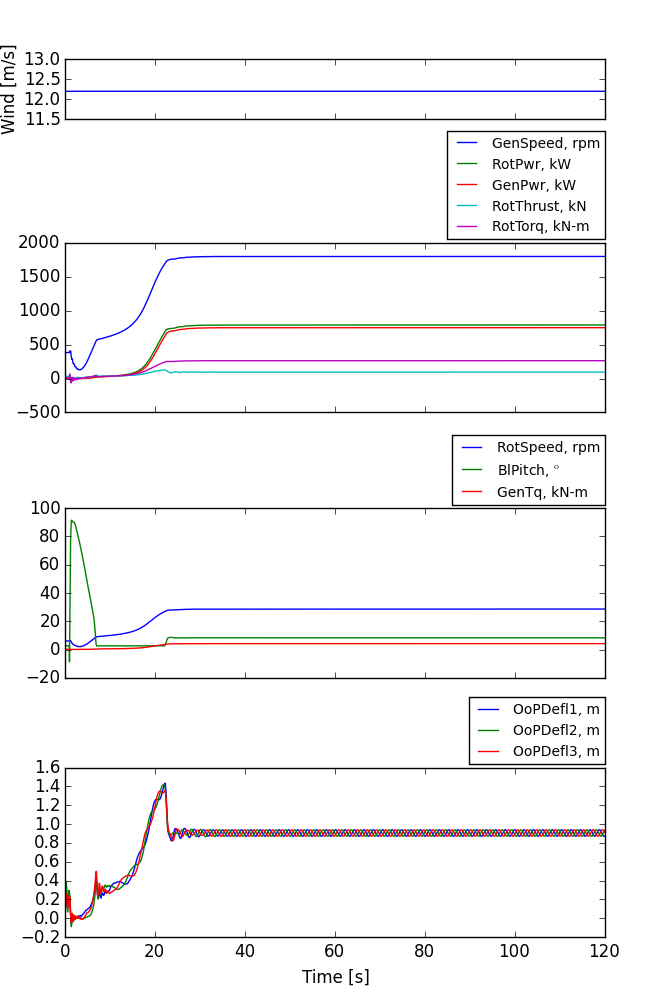 Wind [m/s]
13.0
12.5
12.0
11.5
GenSpeed, rpm
RotPwr, kW
GenPwr, kW
RotThrust, kN
RotTorq, kN-m
2000
1500
1000
500
0
−500
RotSpeed, rpm
BlPitch, °
GenTq, kN-m
100
80
60
40
20
0
−20
OoPDefl1, m
OoPDefl2, m
OoPDefl3, m
1.6
1.4
1.2
1.0
0.8
0.6
0.4
0.2
0.0
−0.2
0 20 40 60 80 100 120
Time [s]